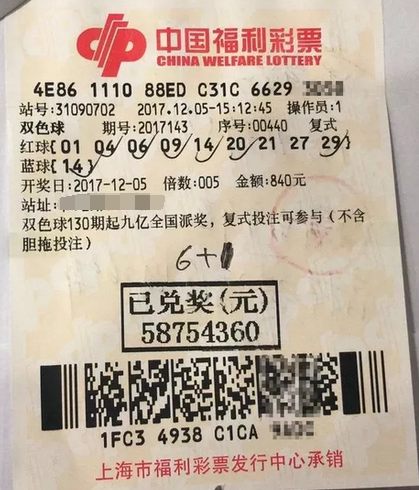 中国福利彩票
CHINA WELFARE LOTTERY
4E86 1110 88ED C31C 6629
站号:31090702 2017.12.05-15:12:45 操作员:1
双色球 期号:2017143 序号:00440 复式
红球[01 04 06 09 14 20 21 27 29]
蓝球[14]
开奖日:2017-12-05 倍数:005 金额:840元
站址:
双色球130期起九亿全国派奖，复式投注可参与（不含
胆拖投注）
6+1
已兑奖(元)
58754360
1FC3 4938 C1CA
上海市福利彩票发行中心承销